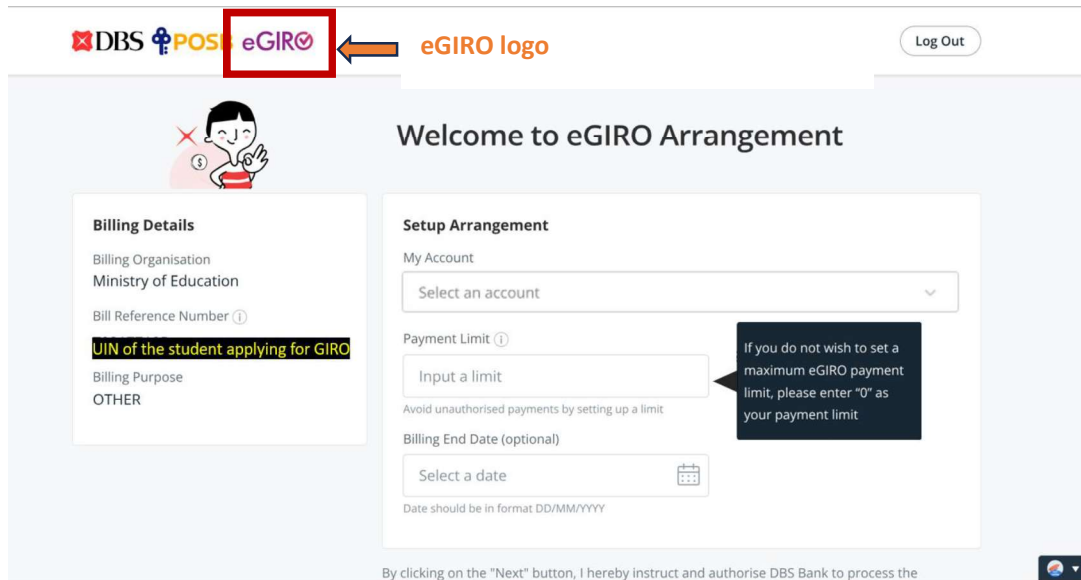 DBS POSB eGIRO
eGIRO logo
Log Out
Welcome to eGIRO Arrangement
Billing Details
Billing Organisation
Ministry of Education
Bill Reference Number
UIN of the student applying for GIRO
Billing Purpose
OTHER
Setup Arrangement
My Account
Select an account
Payment Limit
Input a limit
Avoid unauthorised payments by setting up a limit
If you do not wish to set a
maximum eGIRO payment
limit, please enter “0” as
your payment limit
Billing End Date (optional)
Select a date
Date should be in format DD/MM/YYYY
By clicking on the "Next" button, I hereby instruct and authorise DBS Bank to process the